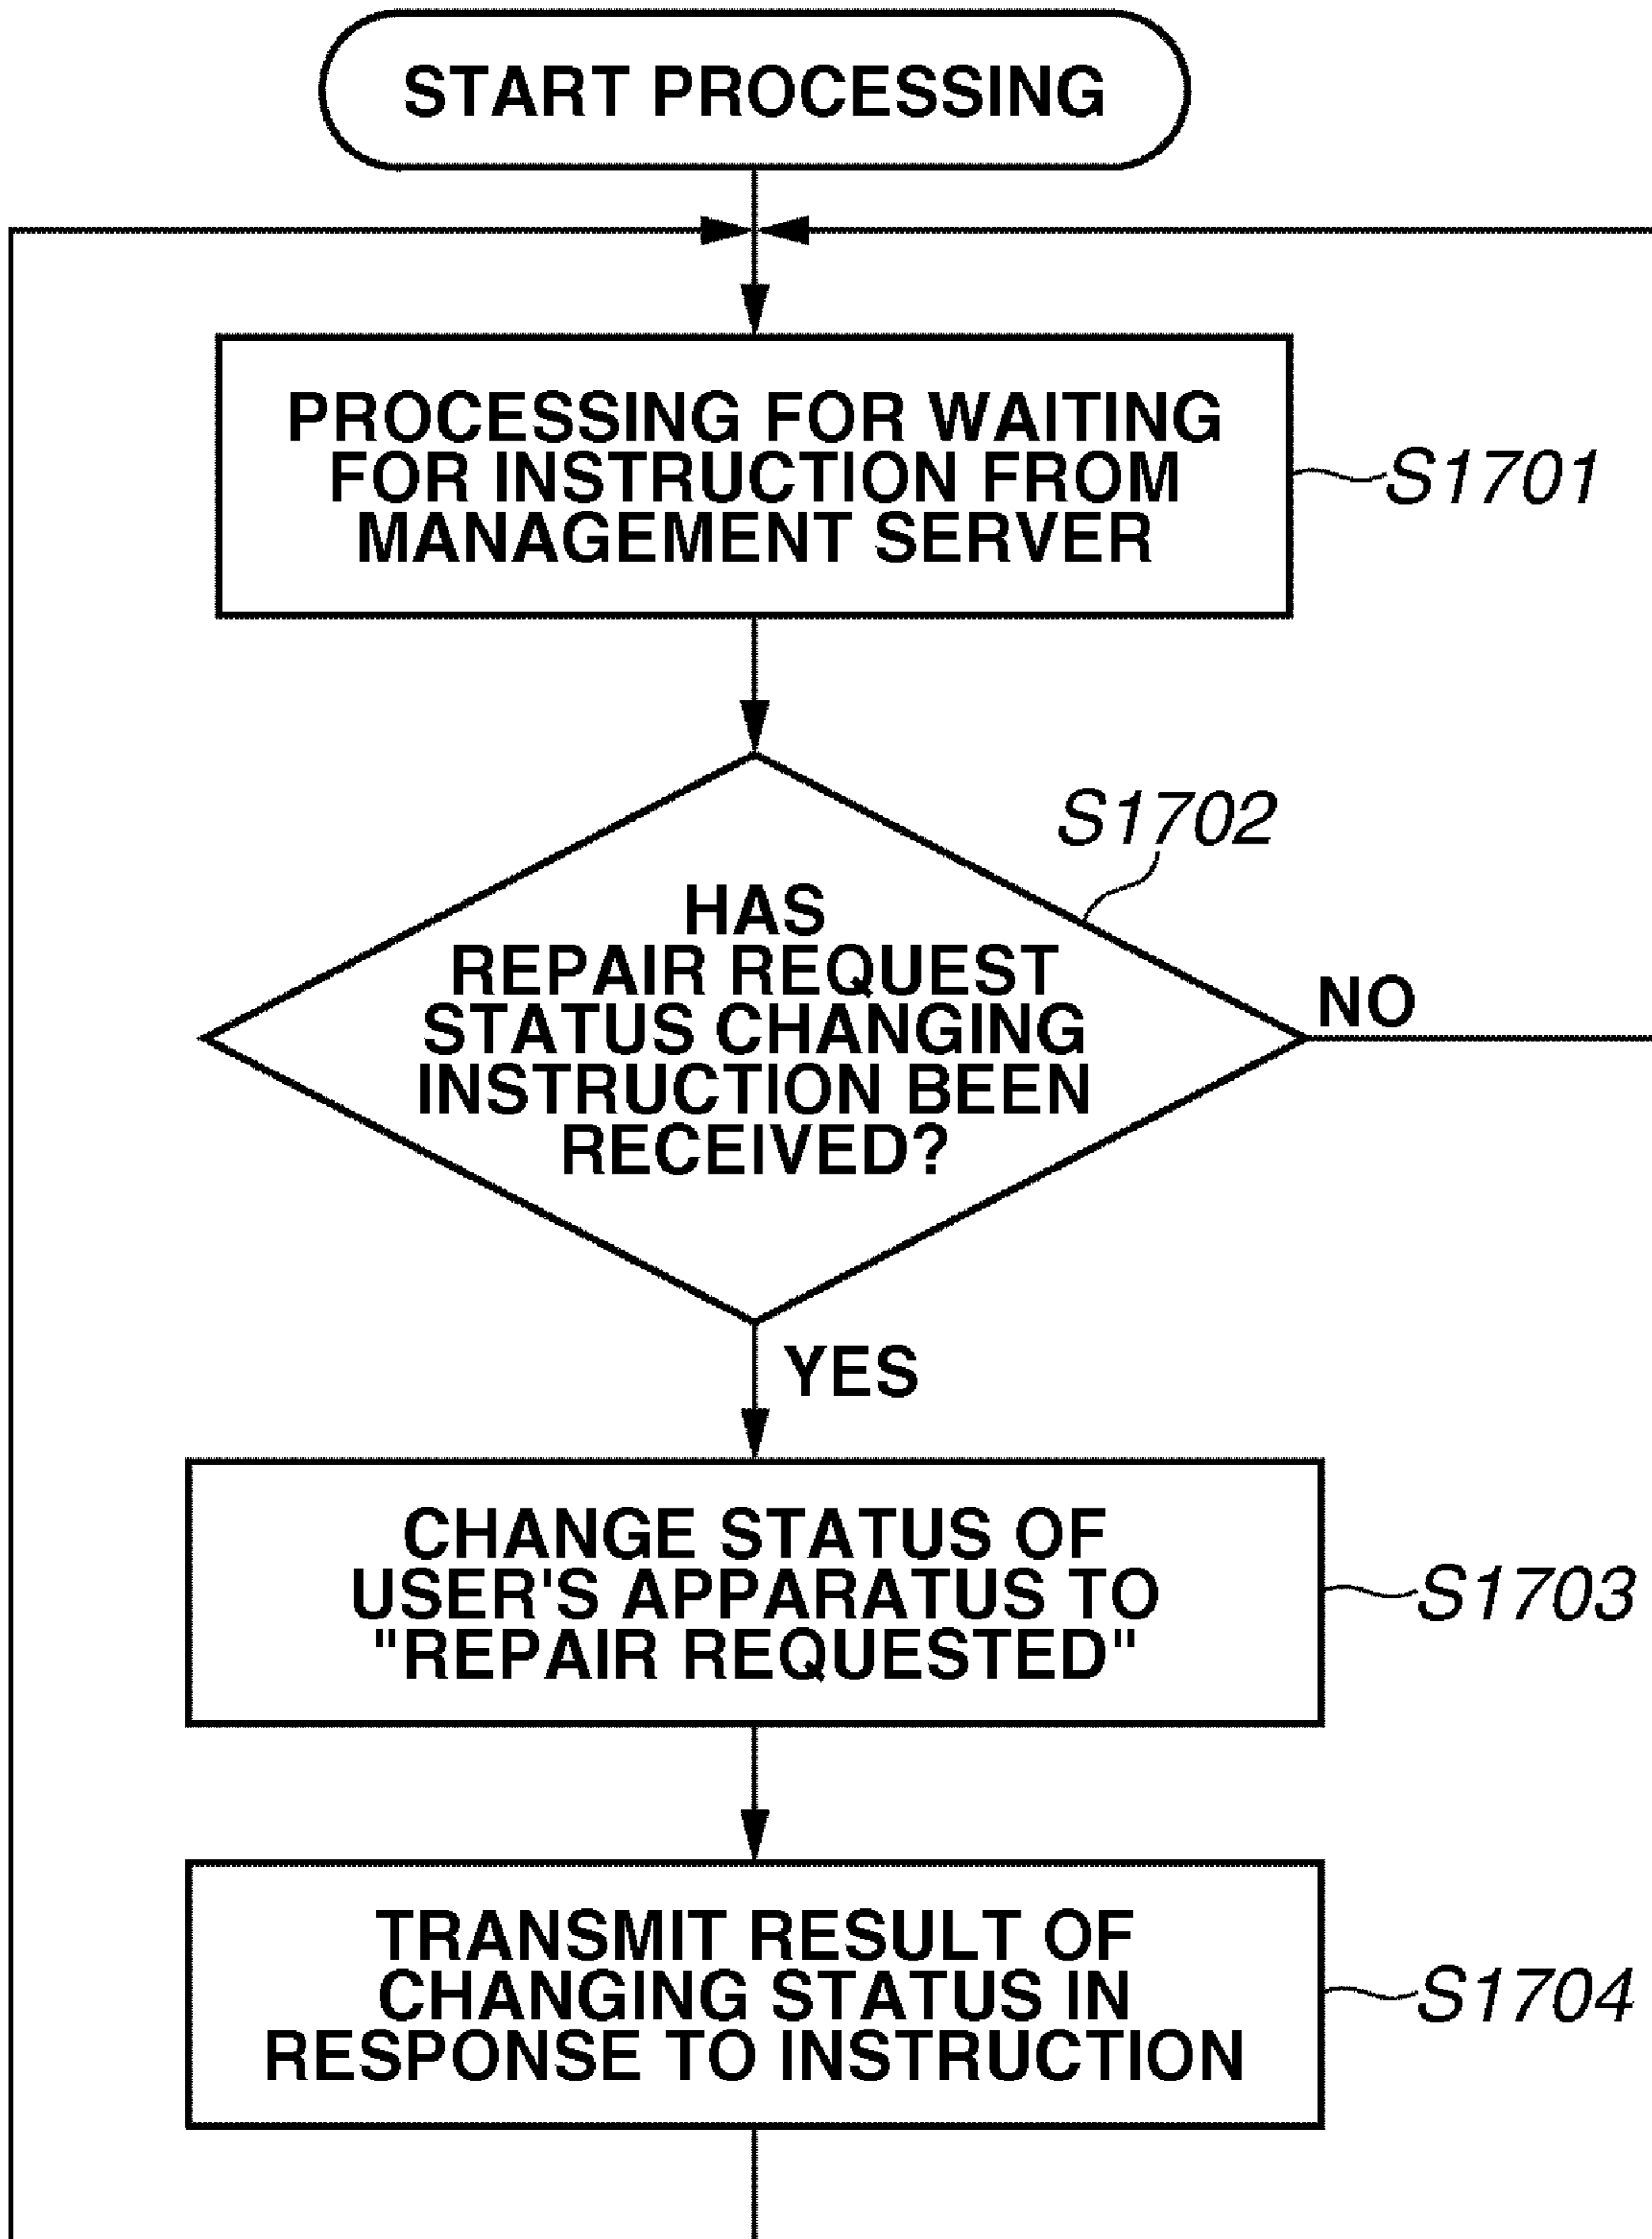 START PROCESSING
PROCESSING FOR WAITING
FOR INSTRUCTION FROM
MANAGEMENT SERVER
S1701
S1702
HAS
REPAIR REQUEST
STATUS CHANGING
INSTRUCTION BEEN
RECEIVED?
NO
YES
CHANGE STATUS OF
USER'S APPARATUS TO
"REPAIR REQUESTED"
S1703
TRANSMIT RESULT OF
CHANGING STATUS IN
RESPONSE TO INSTRUCTION
S1704